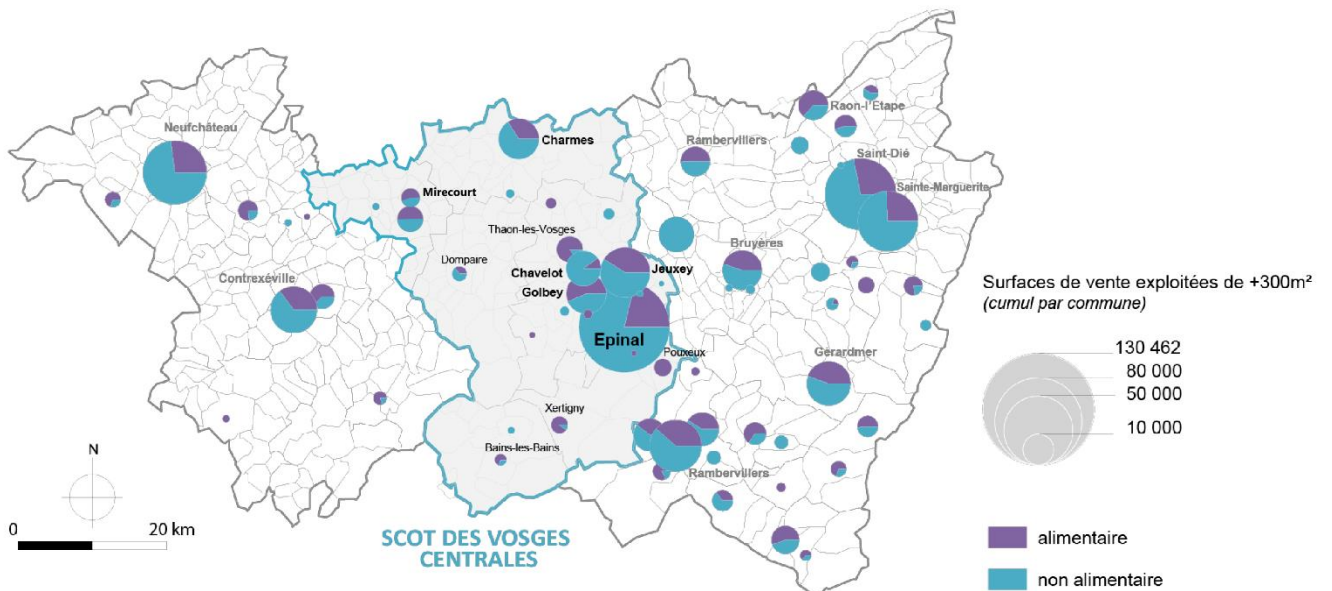 Neufchâteau
Charmes
Mirecourt
Rambervillers
Raon-l'Etape
Saint-Dié
Sainte-Marguerite
Thaon-les-Vosges
Dompaire
Chavelot
Jeuxey
Golbey
Bruyères
Contrexéville
Epinal
Pouxeux
Gérardmer
Xertigny
Bains-les-Bains
Rambervillers
SCOT DES VOSGES
CENTRALES
N
0 20 km
Surfaces de vente exploitées de +300m²
(cumul par commune)
130 462
80 000
50 000
10 000
alimentaire
non alimentaire